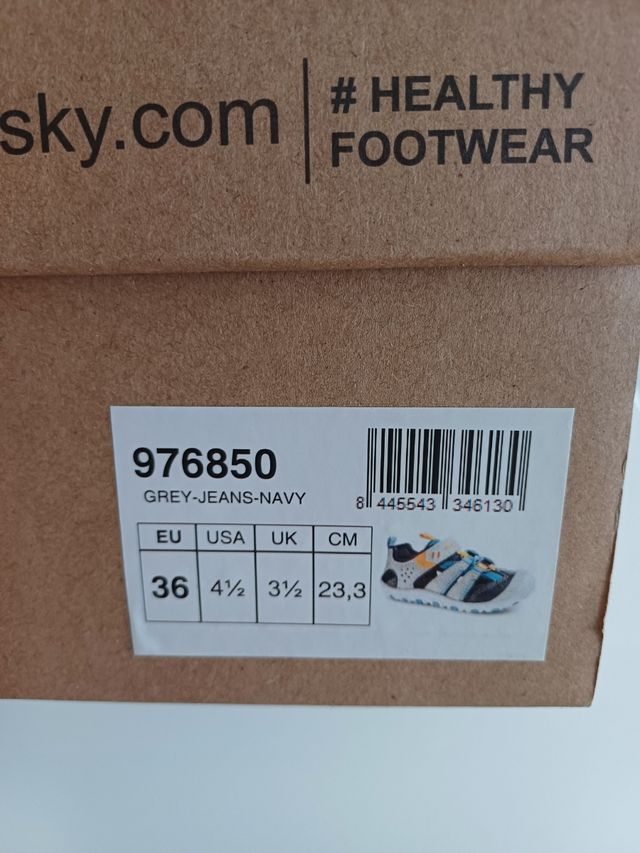 sky.com
# HEALTHY
FOOTWEAR
976850
GREY-JEANS-NAVY
8 445543 346130
EU USA UK CM
36 4½ 3½ 23,3